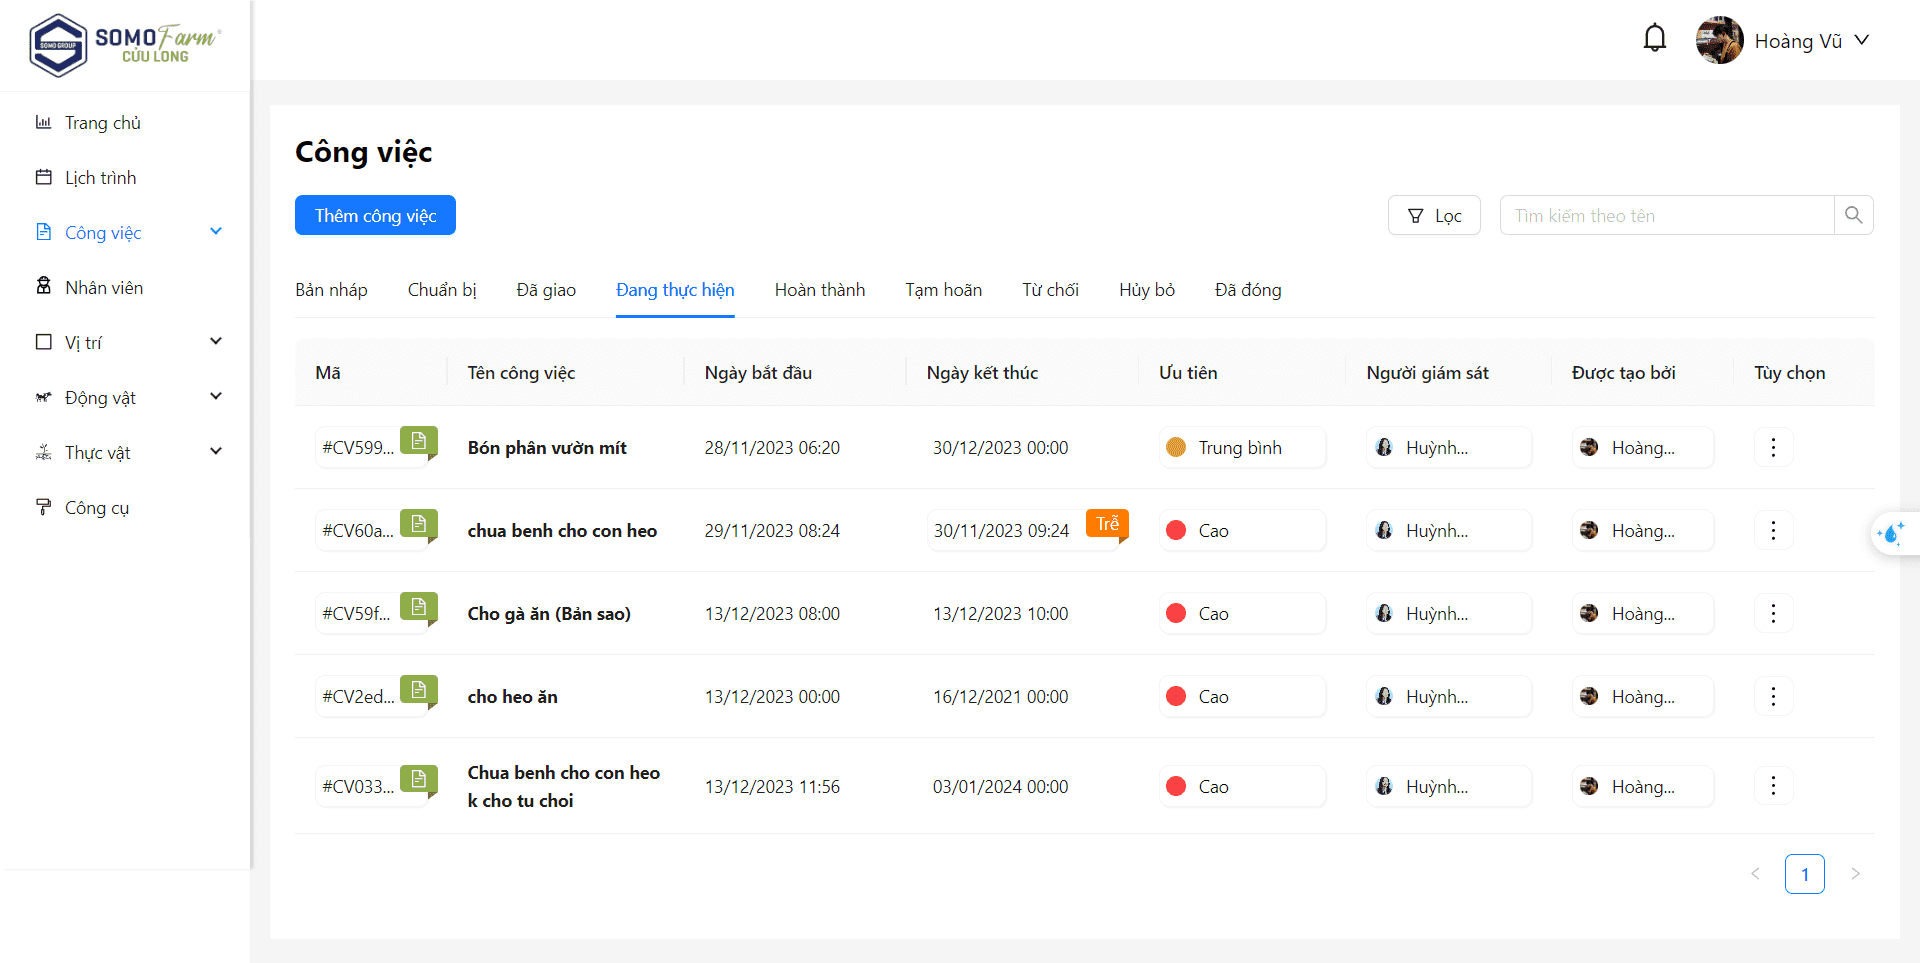 SOMO Farm
CỬU LONG
SOMO GROUP
Hoàng Vũ
Trang chủ
Lịch trình
Công việc
Nhân viên
Vị trí
Động vật
Thực vật
Công cụ
Công việc
Thêm công việc
Lọc
Tìm kiếm theo tên
Bản nháp Chuẩn bị Đã giao Đang thực hiện Hoàn thành Tạm hoãn Từ chối Hủy bỏ Đã đóng
Mã Tên công việc Ngày bắt đầu Ngày kết thúc Ưu tiên Người giám sát Được tạo bởi Tùy chọn
#CV599... Bón phân vườn mít 28/11/2023 06:20 30/12/2023 00:00 Trung bình Huỳnh... Hoàng...
#CV60a... chua benh cho con heo 29/11/2023 08:24 30/11/2023 09:24 Trễ Cao Huỳnh... Hoàng...
#CV59f... Cho gà ăn (Bản sao) 13/12/2023 08:00 13/12/2023 10:00 Cao Huỳnh... Hoàng...
#CV2ed... cho heo ăn 13/12/2023 00:00 16/12/2021 00:00 Cao Huỳnh... Hoàng...
#CV033... Chua benh cho con heo k cho tu choi 13/12/2023 11:56 03/01/2024 00:00 Cao Huỳnh... Hoàng...
1